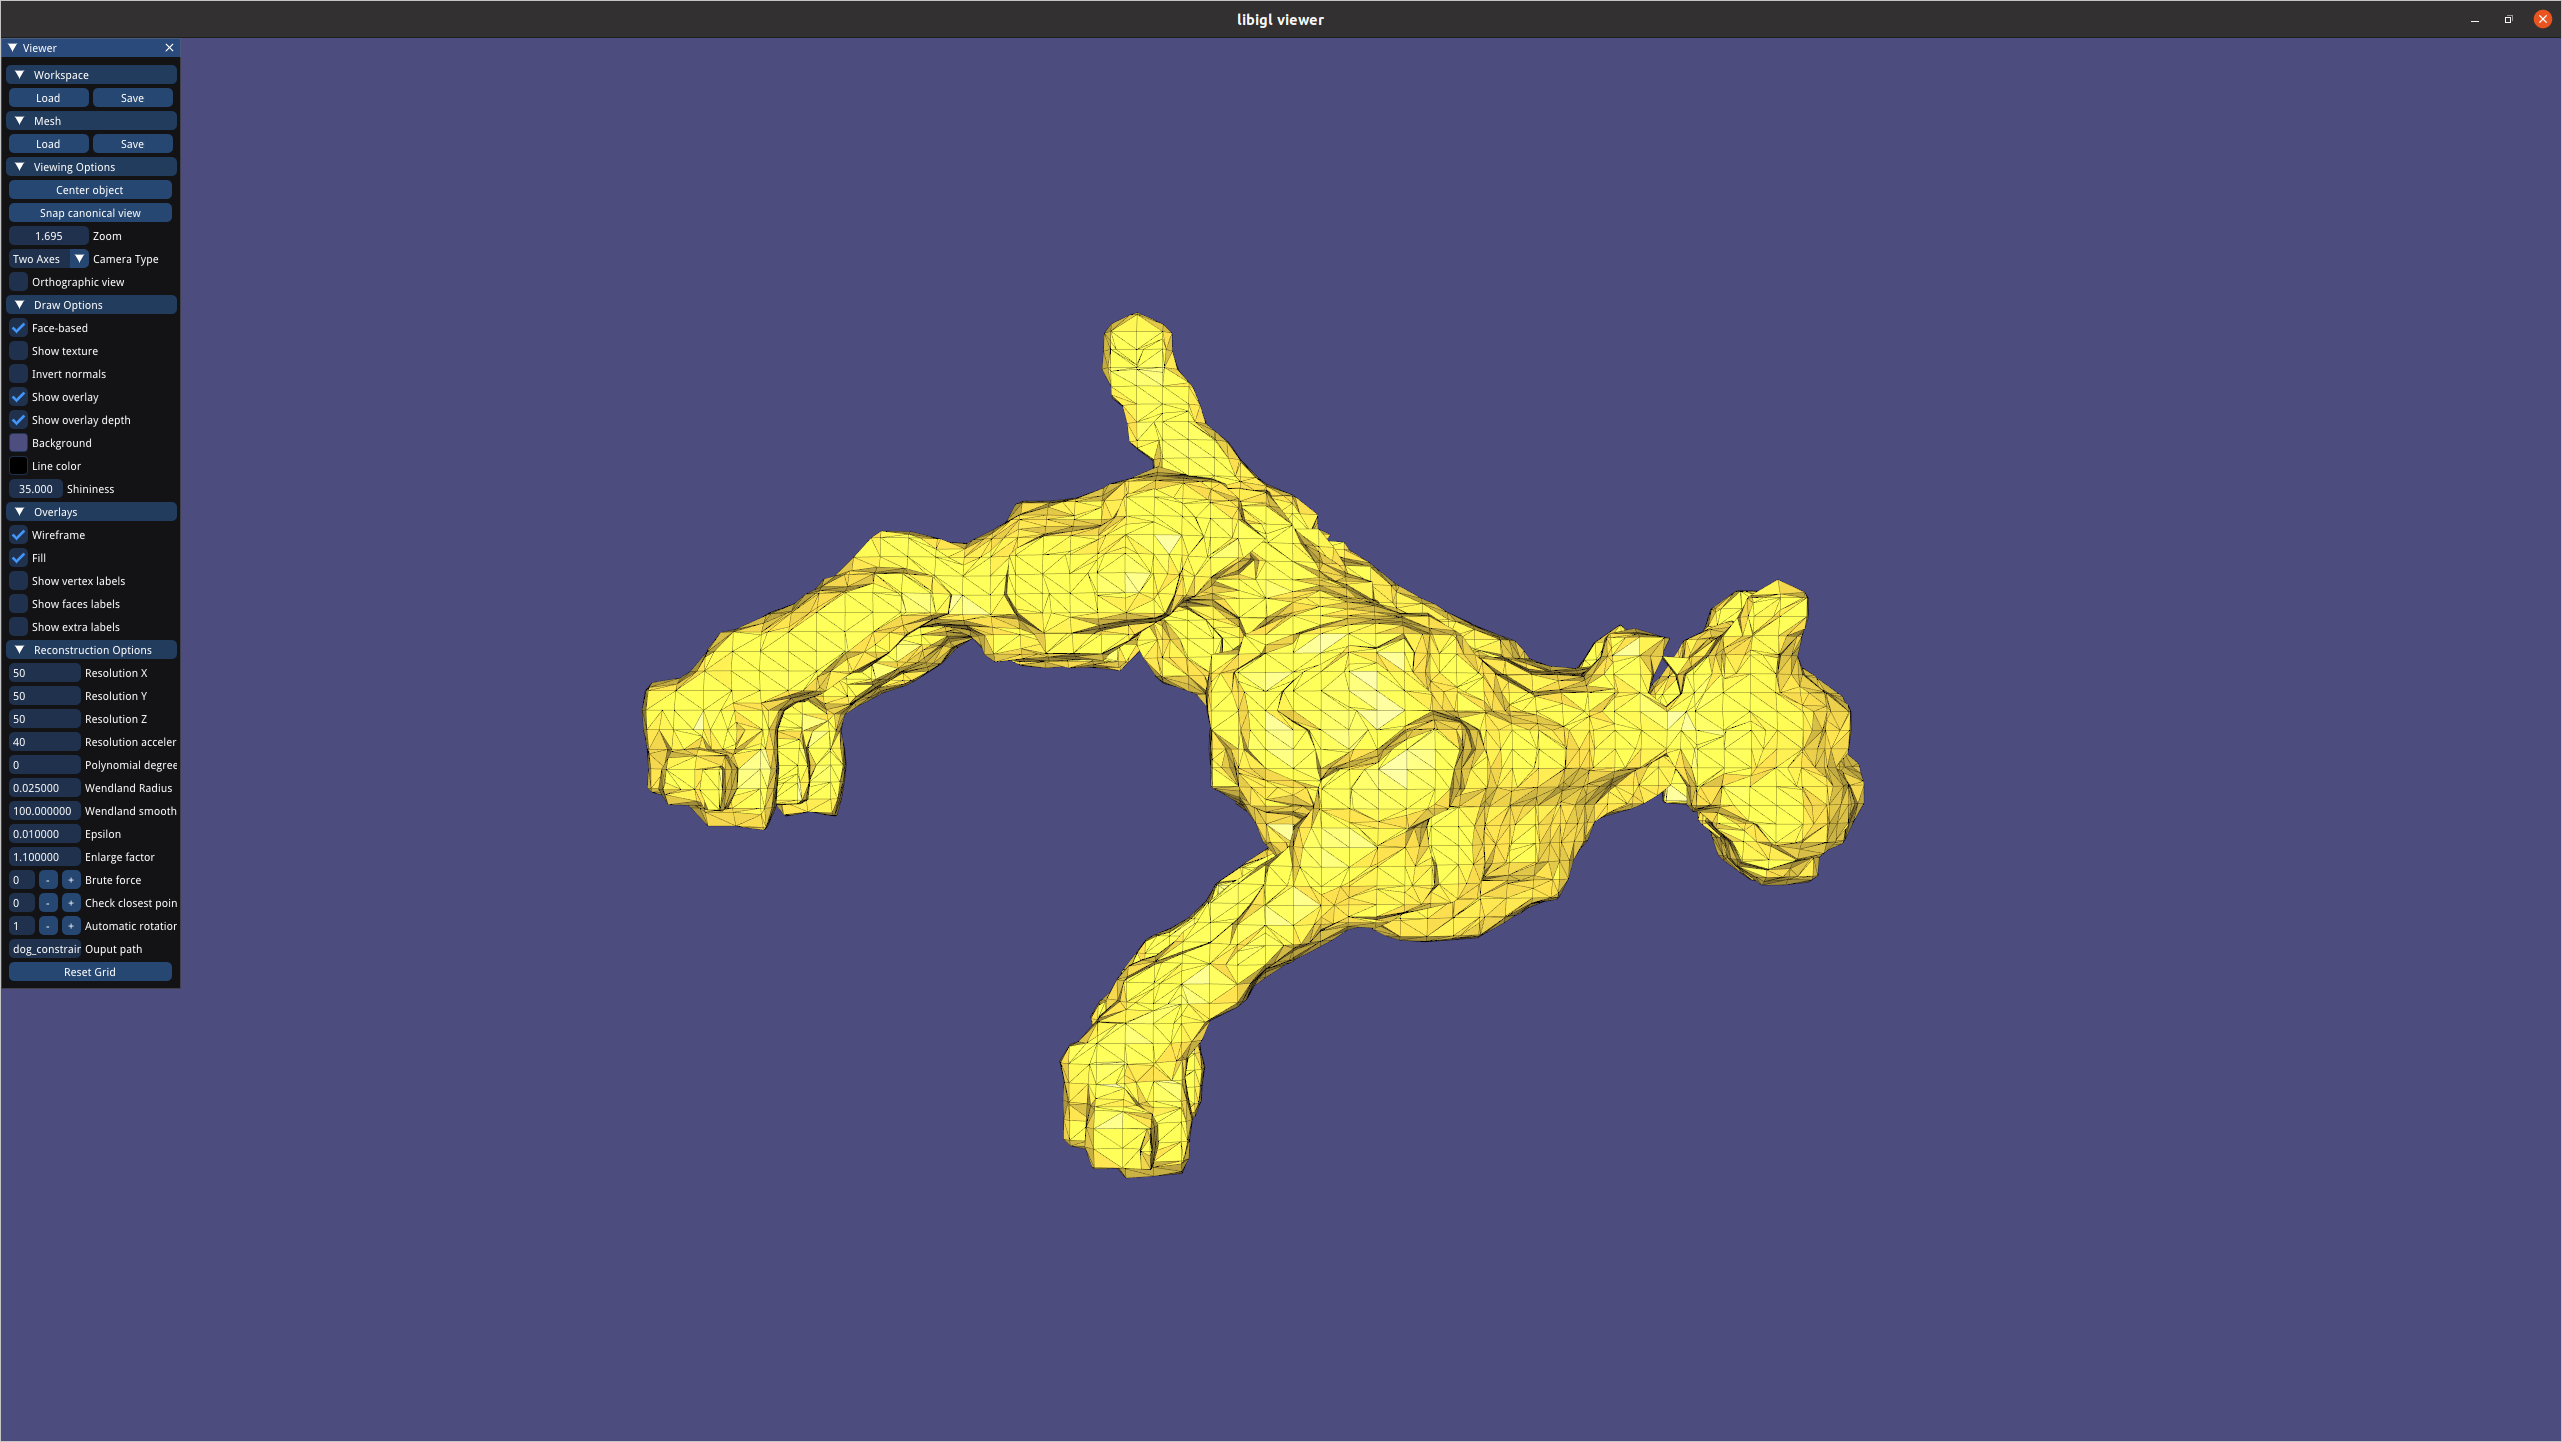 libigl viewer
Viewer
Workspace
Load Save
Mesh
Load Save
Viewing Options
Center object
Snap canonical view
1.695 Zoom
Two Axes Camera Type
Orthographic view
Draw Options
Face-based
Show texture
Invert normals
Show overlay
Show overlay depth
Background
Line color
35.000 Shininess
Overlays
Wireframe
Fill
Show vertex labels
Show faces labels
Show extra labels
Reconstruction Options
50 Resolution X
50 Resolution Y
50 Resolution Z
40 Resolution acceler
0 Polynomial degree
0.025000 Wendland Radius
100.000000 Wendland smooth
0.010000 Epsilon
1.100000 Enlarge factor
0 - + Brute force
0 - + Check closest poin
1 - + Automatic rotation
dog_constrain Ouput path
Reset Grid